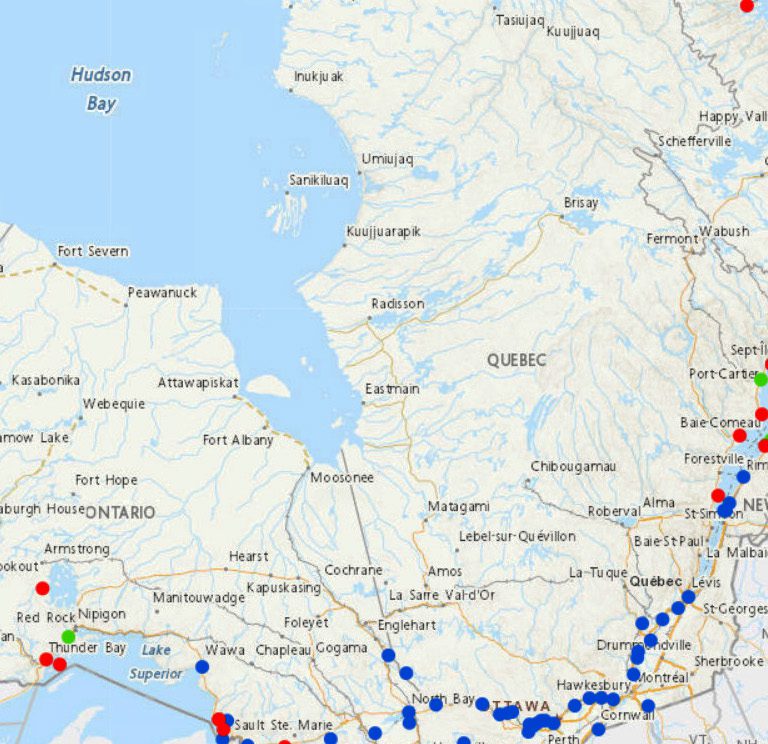 Tasiujaq
Kuujjuaq
Hudson
Bay
Inukjuak
Happy Vall
Schefferville
Umiujaq
Sanikiluaq
Brisay
Kuujjuarapik
Wabush
Fermont
Fort Severn
a
Peawanuck
Radisson
Sept-Îl
QUEBEC
Port-Cartier
Kasabonika
Attawapiskat
Eastmain
Webequie
Baie-Comeau
amow Lake
Fort Albany
Forestville
Rim
Chibougamau
Fort Hope
Moosonee
aburgh House
ONTARIO
Matagami
Roberval
Alma
St-Simon
NEW
Lebel-sur-Quévillon
Baie-St-Paul
Armstrong
La Malbai
ookout
Hearst
Cochrane
Amos
La-Tuque
Québec
Lévis
Kapuskasing
Manitouwadge
La Sarre
Val-d'Or
St-Georges
Red Rock
Nipigon
Foleyet
Englehart
an
Thunder Bay
Lake
Superior
Wawa
Chapleau
Gogama
Drummondville
Sherbrooke
Hawkesbury
Montréal
North Bay
TTAWA
Cornwall
Sault Ste. Marie
Perth
VT
N